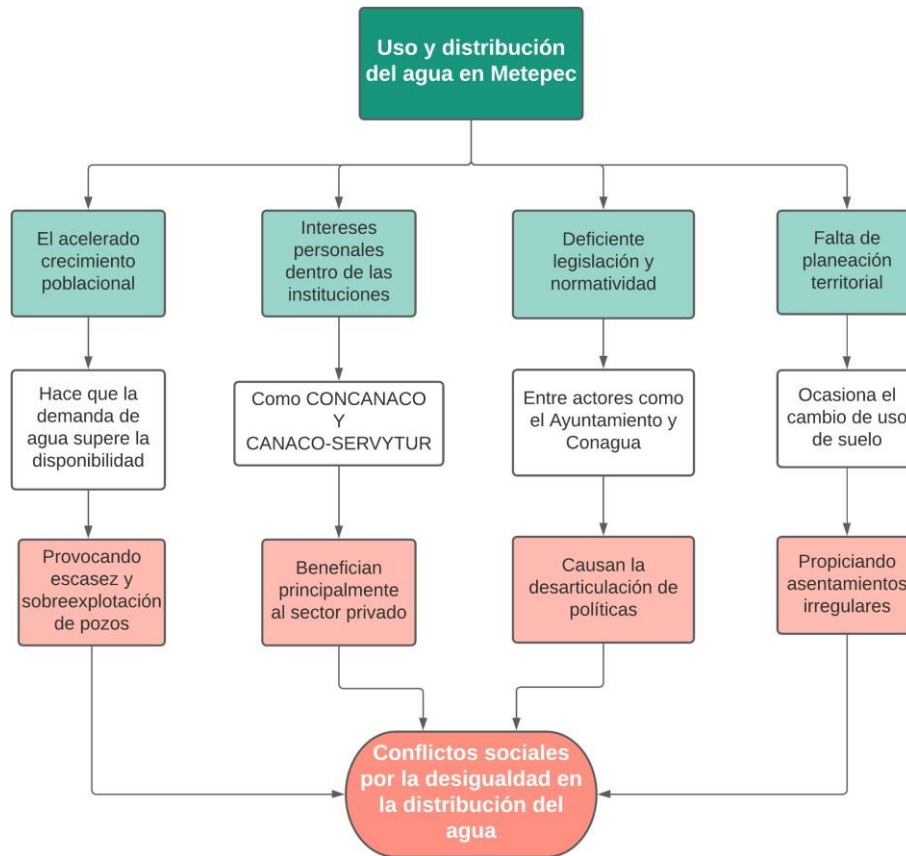 Uso y distribución
del agua en Metepec
El acelerado
crecimiento
poblacional
Intereses
personales
dentro de las
instituciones
Deficiente
legislación y
normatividad
Falta de
planeación
territorial
Hace que la
demanda de
agua supere la
disponibilidad
Como CONCANACO
Y
CANACO-SERVYTUR
Entre actores como
el Ayuntamiento y
Conagua
Ocasiona el
cambio de uso
de suelo
Provocando
escasez y
sobreexplotación
de pozos
Benefician
principalmente
al sector privado
Causan la
desarticulación de
políticas
Propiciando
asentamientos
irregulares
Conflictos sociales
por la desigualdad en
la distribución del
agua